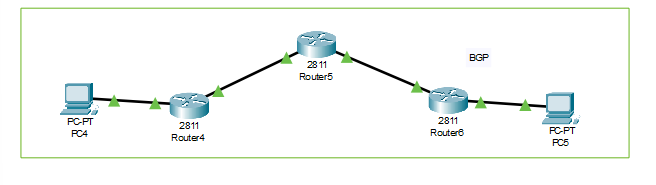 2811
Router5
BGP
PC-PT
PC4
2811
Router4
2811
Router6
PC-PT
PC5